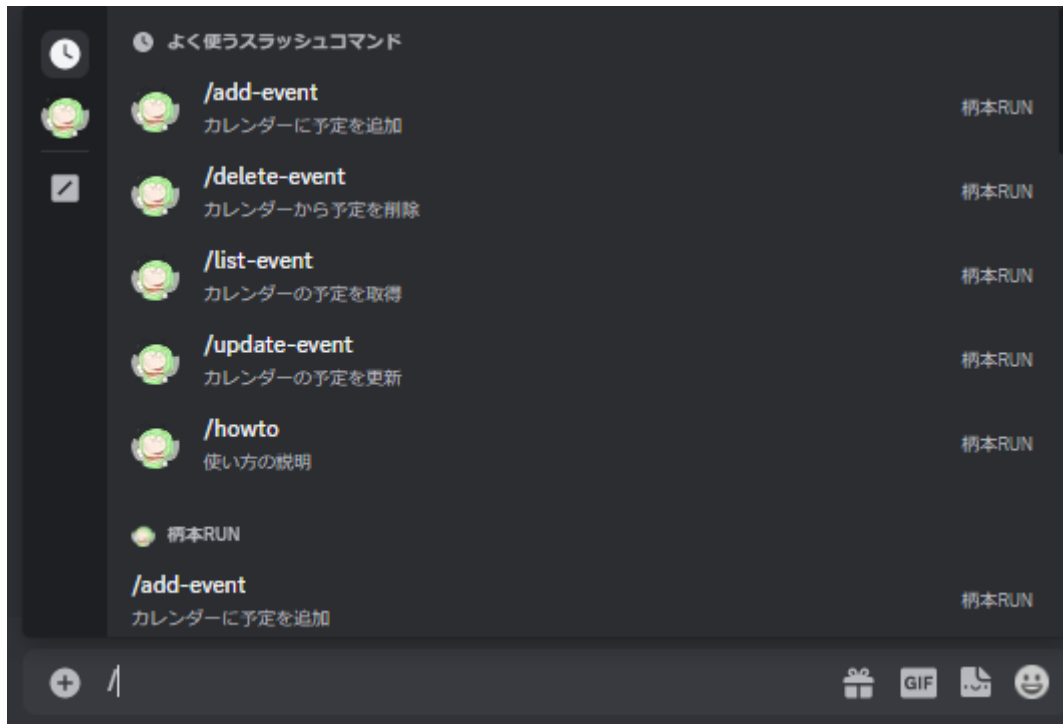 よく使うスラッシュコマンド
/add-event
カレンダーに予定を追加
柄本RUN
/delete-event
カレンダーから予定を削除
柄本RUN
/list-event
カレンダーの予定を取得
柄本RUN
/update-event
カレンダーの予定を更新
柄本RUN
/howto
使い方の説明
柄本RUN
柄本RUN
/add-event
カレンダーに予定を追加
柄本RUN
/
GIF